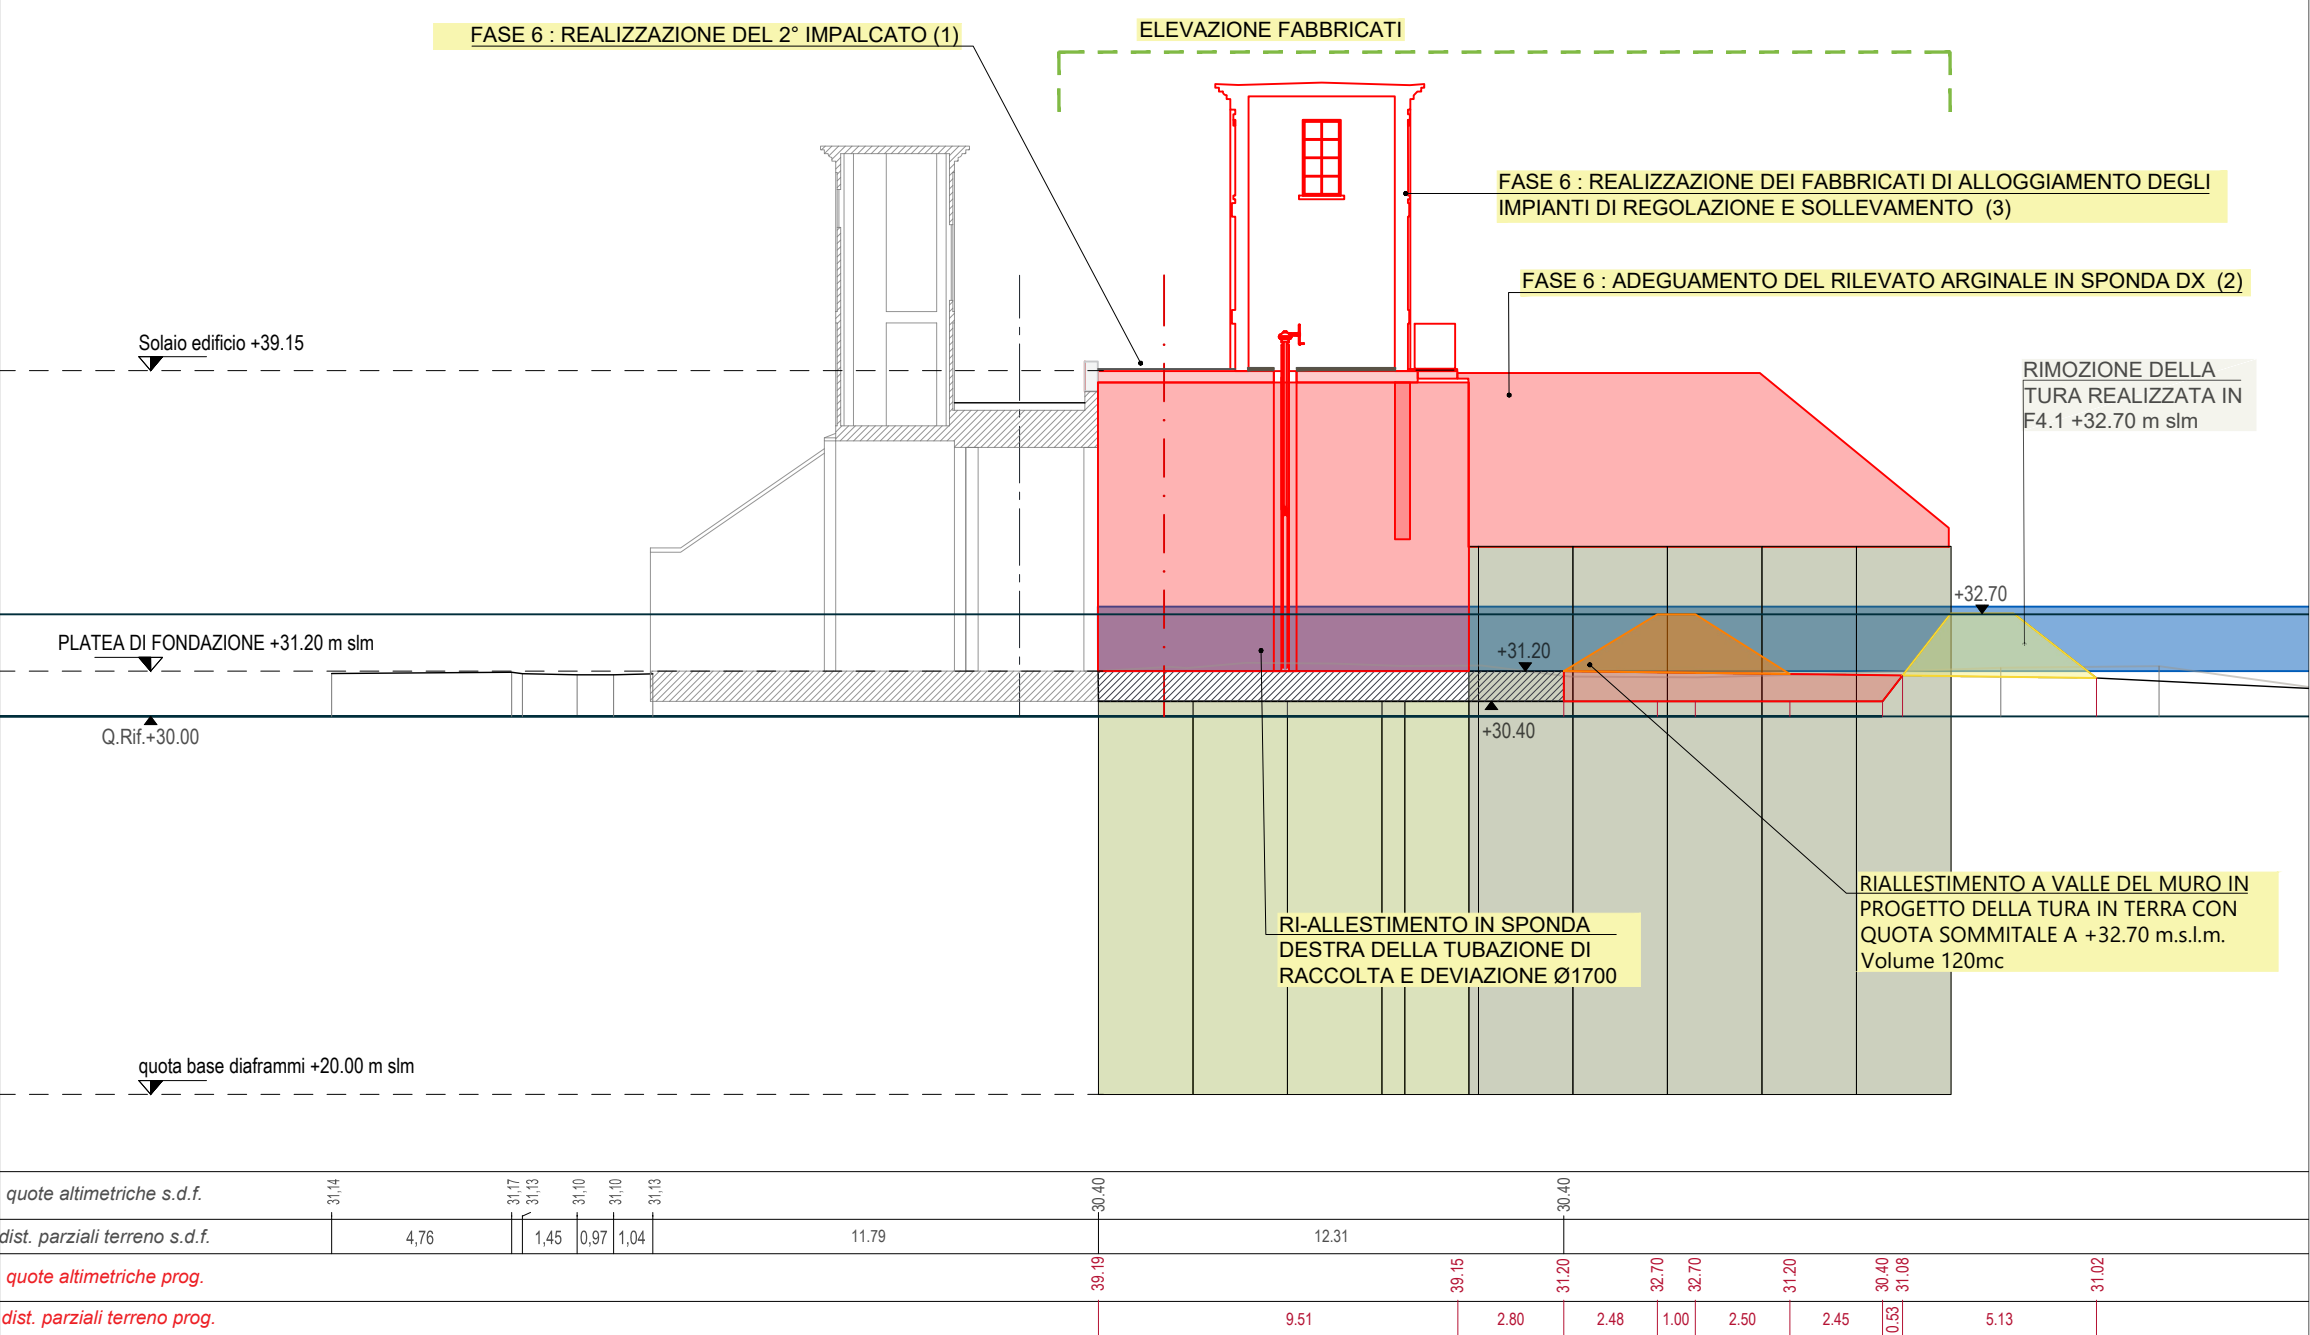 FASE 6 : REALIZZAZIONE DEL 2° IMPALCATO (1)
ELEVAZIONE FABBRICATI
FASE 6 : REALIZZAZIONE DEI FABBRICATI DI ALLOGGIAMENTO DEGLI
IMPIANTI DI REGOLAZIONE E SOLLEVAMENTO (3)
FASE 6 : ADEGUAMENTO DEL RILEVATO ARGINALE IN SPONDA DX (2)
Solaio edificio +39.15
RIMOZIONE DELLA
TURA REALIZZATA IN
F4.1 +32.70 m slm
+32.70
PLATEA DI FONDAZIONE +31.20 m slm
+31.20
Q.Rif.+30.00
+30.40
RIALLESTIMENTO A VALLE DEL MURO IN
PROGETTO DELLA TURA IN TERRA CON
QUOTA SOMMITALE A +32.70 m.s.l.m.
Volume 120mc
RI-ALLESTIMENTO IN SPONDA
DESTRA DELLA TUBAZIONE DI
RACCOLTA E DEVIAZIONE Ø1700
quota base diaframmi +20.00 m slm
quote altimetriche s.d.f. 31,14 31,17 31,13 31,10 31,10 31,13 30.40 30.40
dist. parziali terreno s.d.f. 4,76 1,45 0,97 1,04 11.79 12.31
quote altimetriche prog. 39.19 39.15 31.20 32.70 32.70 31.20 30.40 31.08 31.02
dist. parziali terreno prog. 9.51 2.80 2.48 1.00 2.50 2.45 0.53 5.13